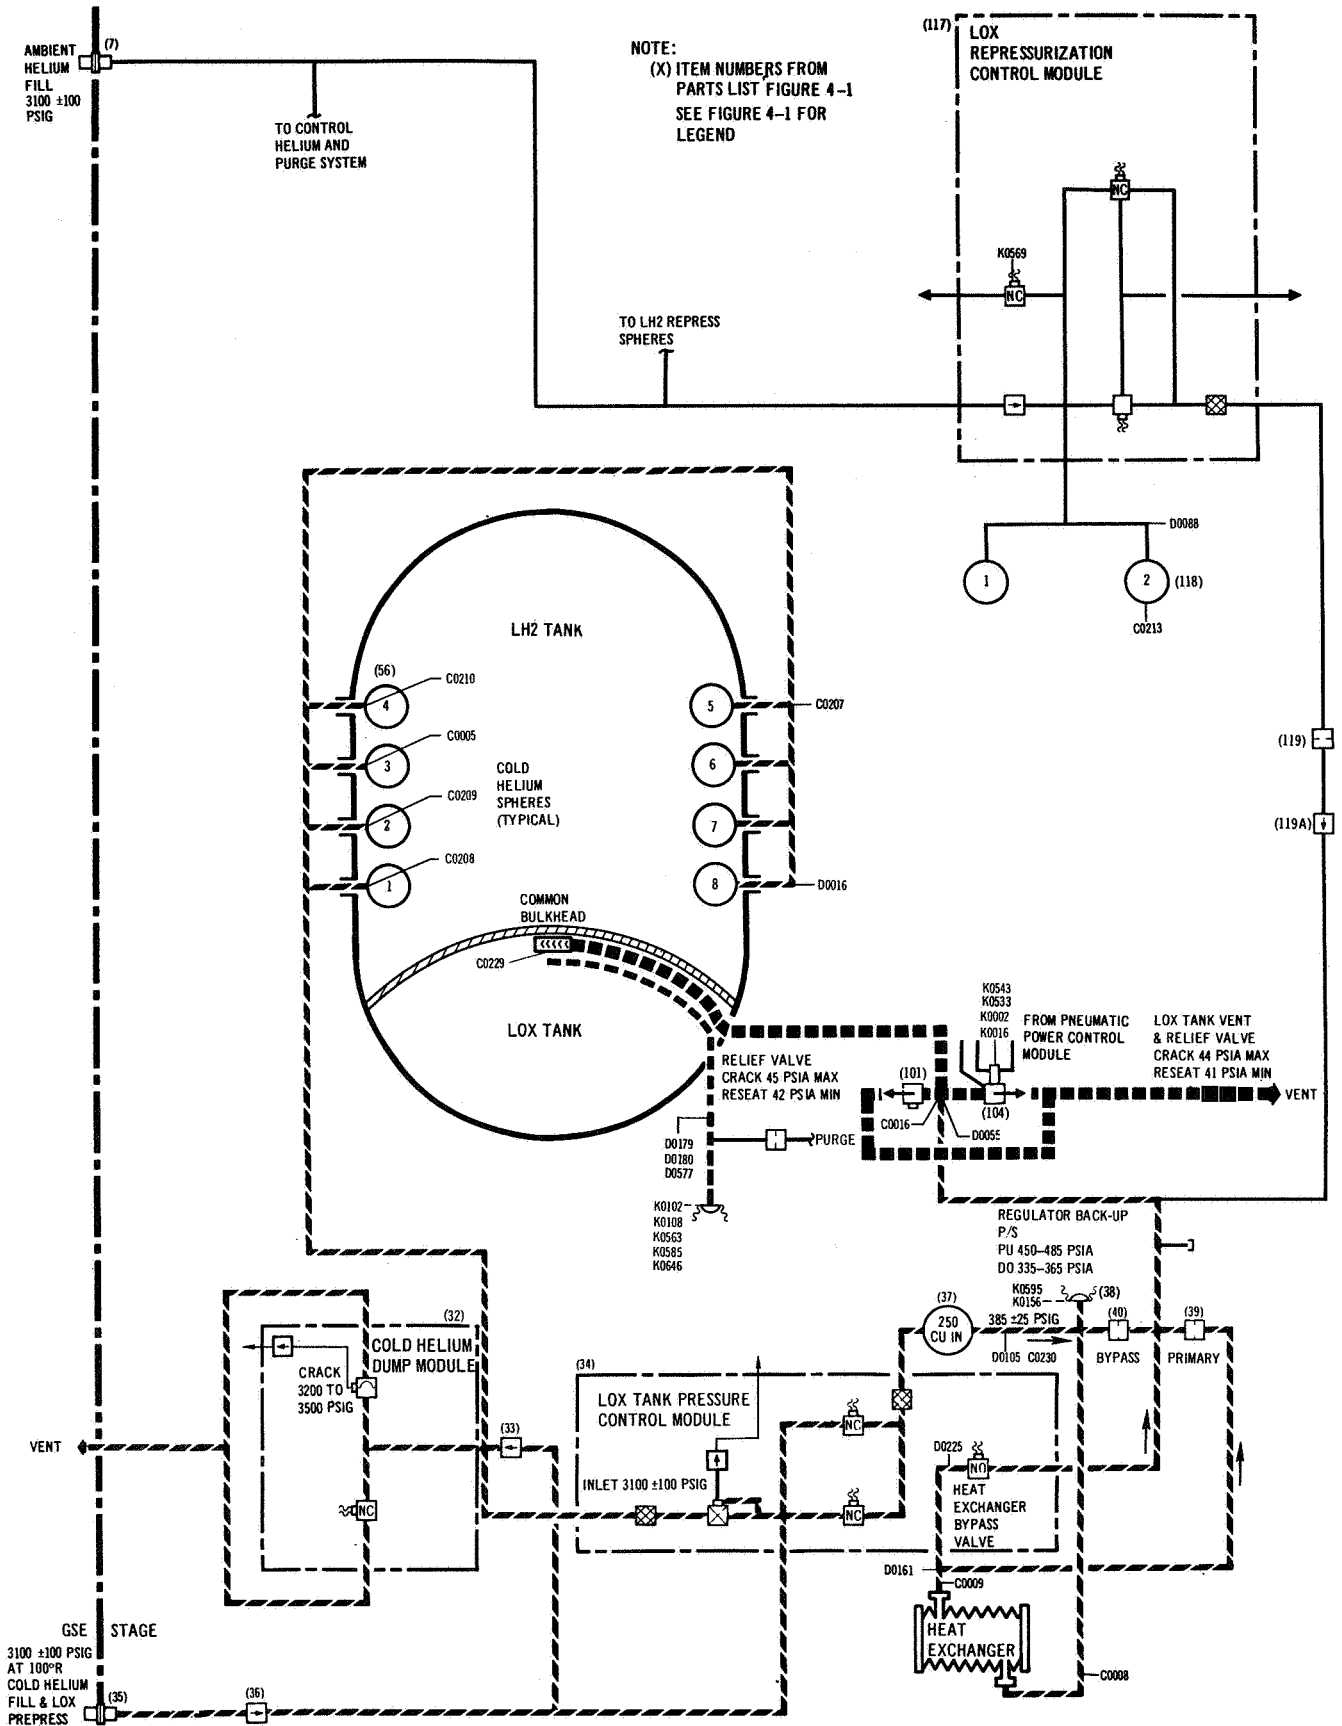 (7)
AMBIENT
HELIUM
FILL
3100 ±100
PSIG
TO CONTROL
HELIUM AND
PURGE SYSTEM
NOTE:
(X) ITEM NUMBERS FROM
PARTS LIST FIGURE 4-1
SEE FIGURE 4-1 FOR
LEGEND
(117)
LOX
REPRESSURIZATION
CONTROL MODULE
NC
K0569
NC
TO LH2 REPRESS
SPHERES
D0088
1
2
(118)
C0213
LH2 TANK
(56)
4
C0210
3
C0005
2
C0209
1
C0208
COLD
HELIUM
SPHERES
(TYPICAL)
5
C0207
6
7
8
D0016
(119)
(119A)
COMMON
BULKHEAD
C0229
LOX TANK
RELIEF VALVE
CRACK 45 PSIA MAX
RESEAT 42 PSIA MIN
K0543
K0533
K0002
K0016
FROM PNEUMATIC
POWER CONTROL
MODULE
LOX TANK VENT
& RELIEF VALVE
CRACK 44 PSIA MAX
RESEAT 41 PSIA MIN
(101)
(104)
VENT
C0016
D0055
D0179
D0180
D0577
PURGE
K0102
K0108
K0563
K0585
K0646
REGULATOR BACK-UP
P/S
PU 450-485 PSIA
DO 335-365 PSIA
K0595
K0156
(38)
(37)
250
CU IN
385 ±25 PSIG
D0105 C0230
(40)
BYPASS
(39)
PRIMARY
(32)
COLD HELIUM
DUMP MODULE
CRACK
3200 TO
3500 PSIG
VENT
NC
(33)
(34)
LOX TANK PRESSURE
CONTROL MODULE
INLET 3100 ±100 PSIG
NC
NC
D0225
NO
HEAT
EXCHANGER
BYPASS
VALVE
D0161
C0009
HEAT
EXCHANGER
C0008
GSE
STAGE
3100 ±100 PSIG
AT 100°R
COLD HELIUM
FILL & LOX
PREPRESS
(35)
(36)